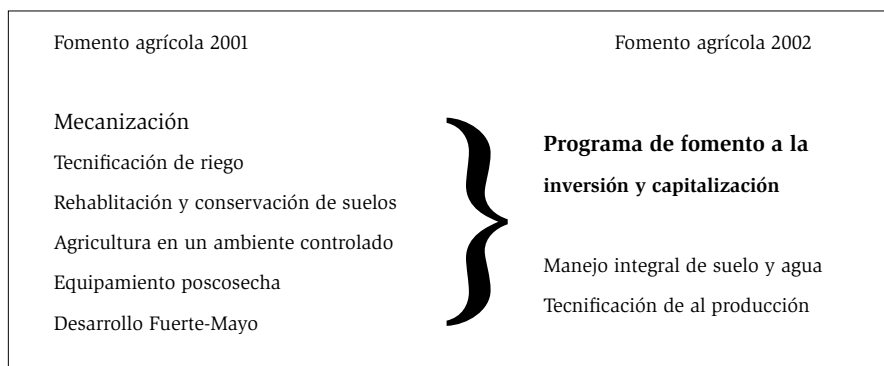 Fomento agrícola 2001
Fomento agrícola 2002
Mecanización
Tecnificación de riego
Rehablitación y conservación de suelos
Agricultura en un ambiente controlado
Equipamiento poscosecha
Desarrollo Fuerte-Mayo
Programa de fomento a la
inversión y capitalización
Manejo integral de suelo y agua
Tecnificación de al producción